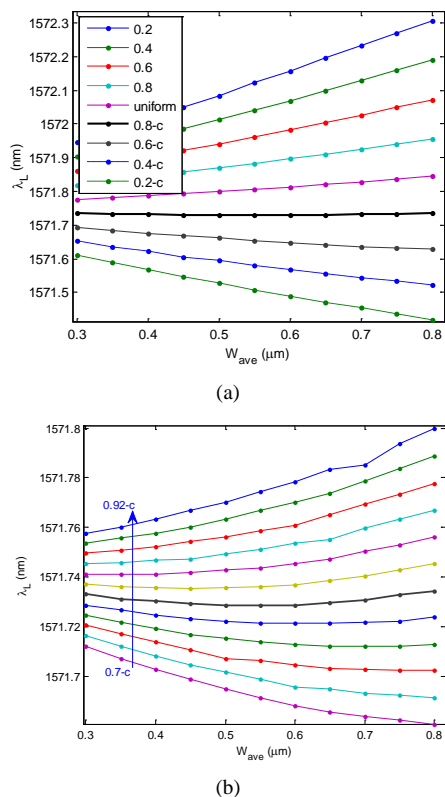 1572.3
1572.2
1572.1
1572
1571.9
1571.8
1571.7
1571.6
1571.5
λL (nm)
0.2
0.4
0.6
0.8
uniform
0.8-c
0.6-c
0.4-c
0.2-c
0.3 0.4 0.5 0.6 0.7 0.8
Wave (μm)
(a)
1571.8
1571.78
1571.76
1571.74
1571.72
1571.7
λL (nm)
0.92-c
0.7-c
0.3 0.4 0.5 0.6 0.7 0.8
Wave (μm)
(b)